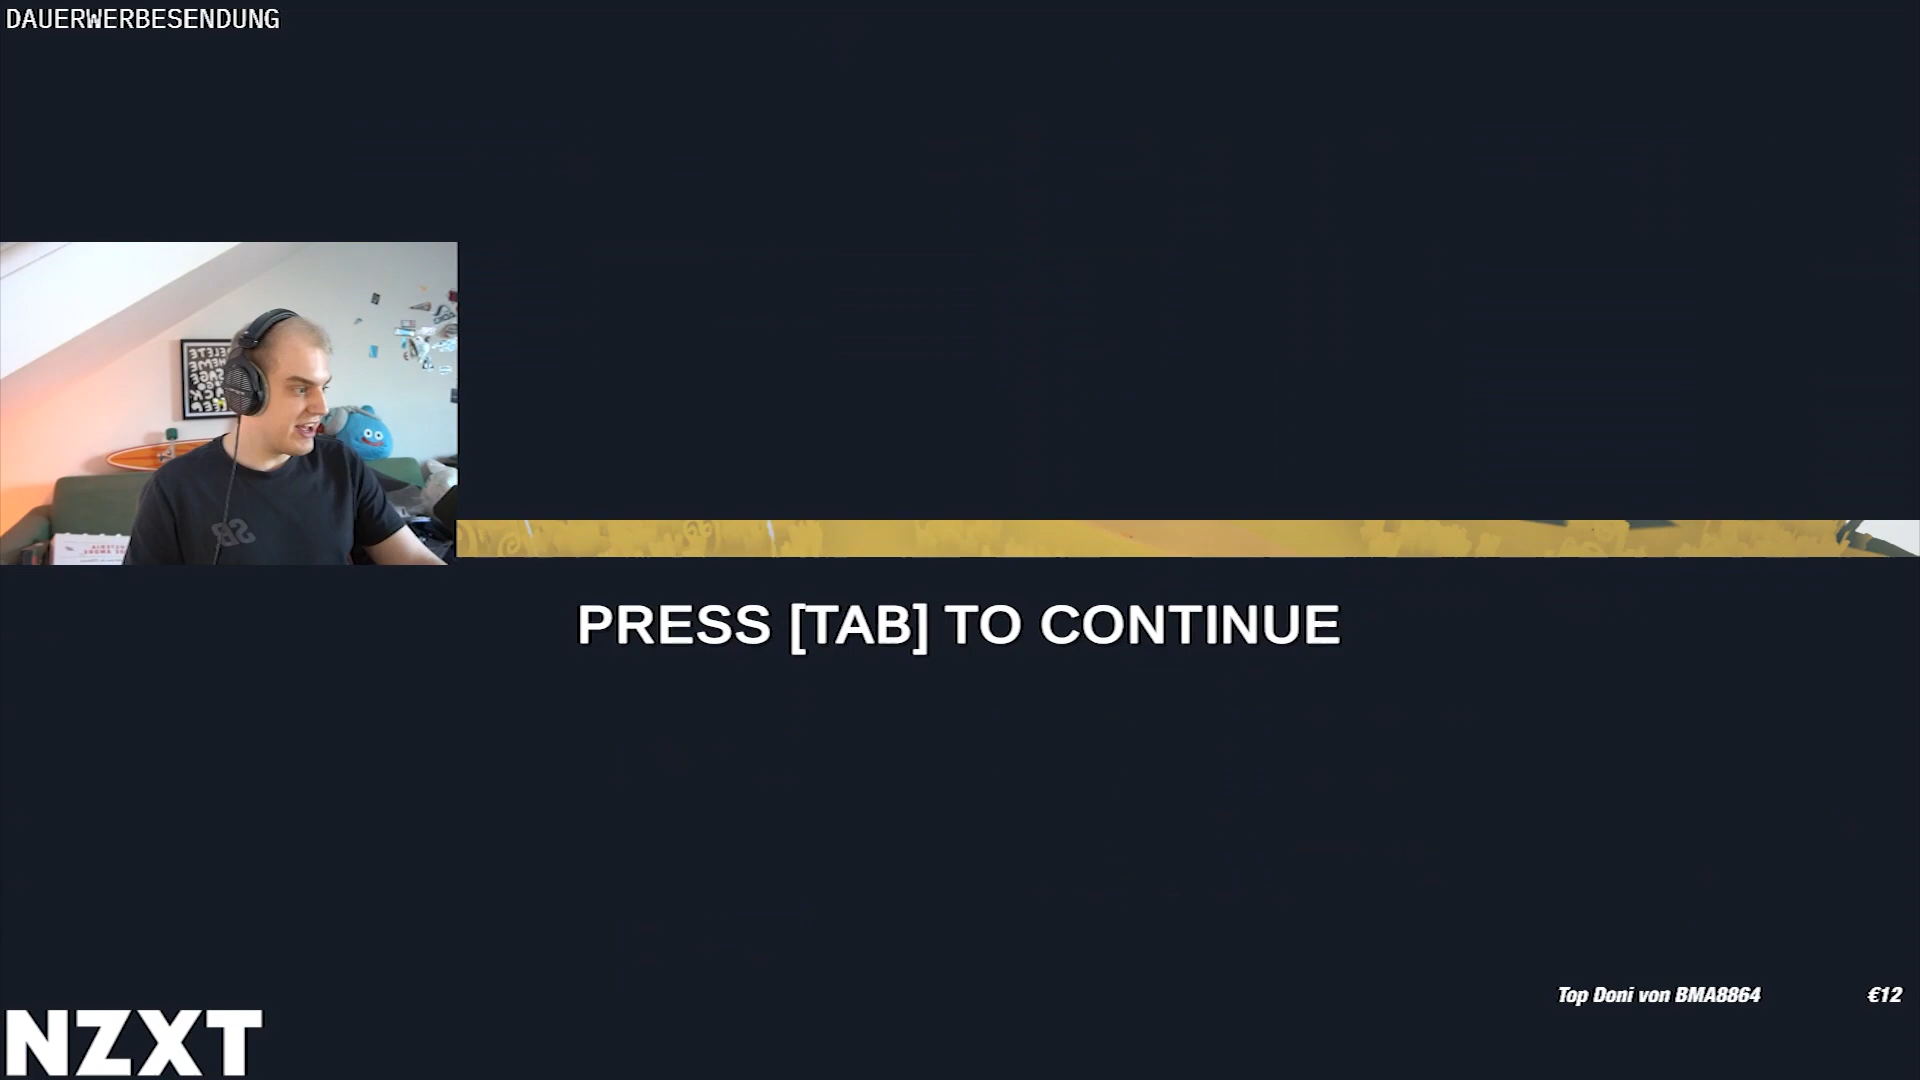 DAUERWERBESENDUNG
PRESS [TAB] TO CONTINUE
Top Doni von BMA8864 €12
NZXT